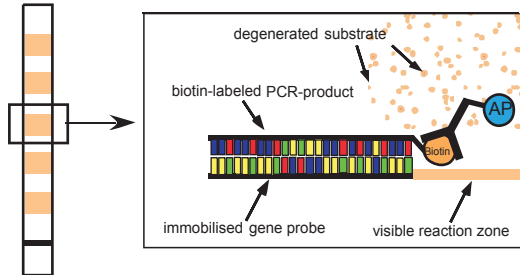 degenerated substrate
biotin-labeled PCR-product
AP
Biotin
immobilised gene probe
visible reaction zone